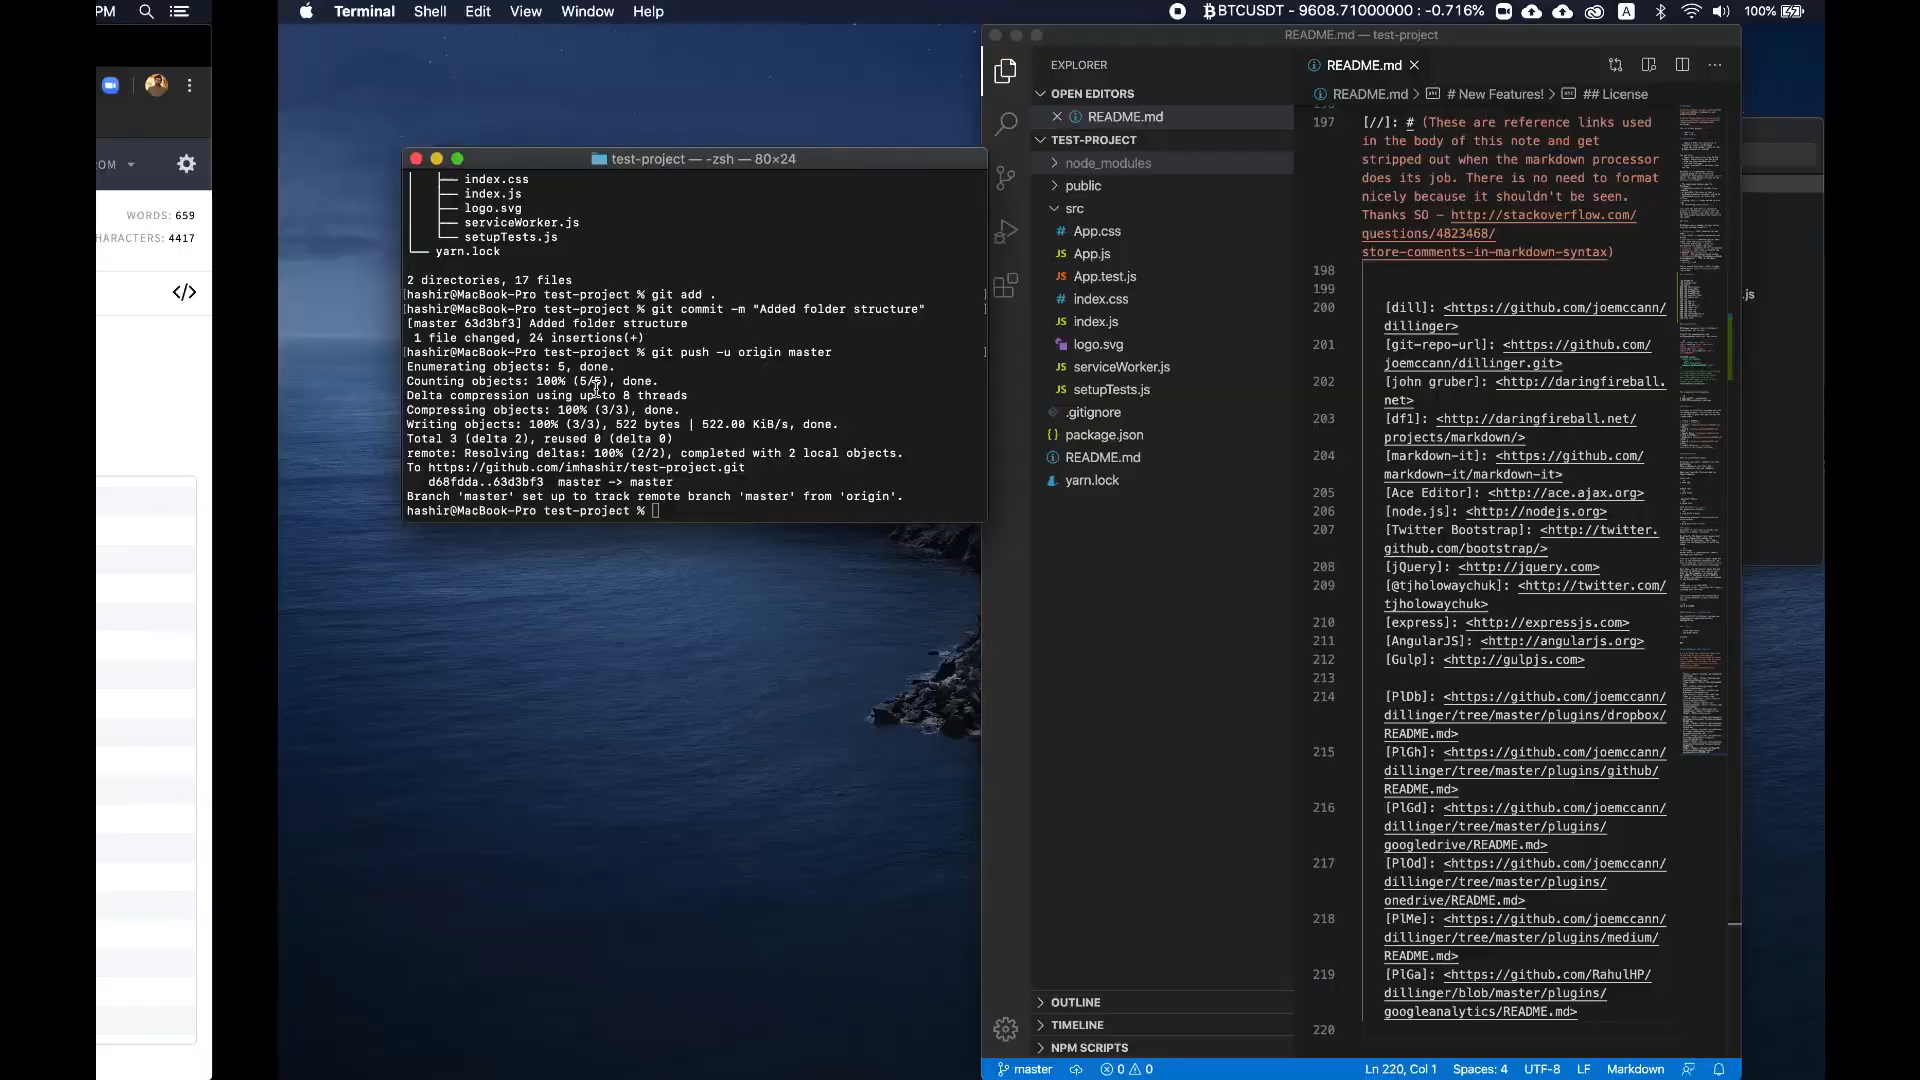 PM
OM
WORDS: 659
HARACTERS: 4417
</>
Terminal Shell Edit View Window Help
BTCUSDT - 9608.71000000 : -0.716% A 100%
test-project — -zsh — 80×24
├── index.css
├── index.js
├── logo.svg
├── serviceWorker.js
└── setupTests.js
└── yarn.lock
2 directories, 17 files
[hashir@MacBook-Pro test-project % git add . ]
[hashir@MacBook-Pro test-project % git commit -m "Added folder structure" ]
[master 63d3bf3] Added folder structure
1 file changed, 24 insertions(+)
[hashir@MacBook-Pro test-project % git push -u origin master ]
Enumerating objects: 5, done.
Counting objects: 100% (5/5), done.
Delta compression using up to 8 threads
Compressing objects: 100% (3/3), done.
Writing objects: 100% (3/3), 522 bytes | 522.00 KiB/s, done.
Total 3 (delta 2), reused 0 (delta 0)
remote: Resolving deltas: 100% (2/2), completed with 2 local objects.
To https://github.com/imhashir/test-project.git
d68fdda..63d3bf3 master -> master
Branch 'master' set up to track remote branch 'master' from 'origin'.
hashir@MacBook-Pro test-project %
README.md — test-project
EXPLORER
OPEN EDITORS
README.md
TEST-PROJECT
node_modules
public
src
# App.css
JS App.js
JS App.test.js
# index.css
JS index.js
logo.svg
JS serviceWorker.js
JS setupTests.js
.gitignore
{} package.json
README.md
yarn.lock
OUTLINE
TIMELINE
NPM SCRIPTS
README.md
README.md > # New Features! > ## License
197 [//]: # (These are reference links used
in the body of this note and get
stripped out when the markdown processor
does its job. There is no need to format
nicely because it shouldn't be seen.
Thanks SO - http://stackoverflow.com/
questions/4823468/
store-comments-in-markdown-syntax)
198
199
200 [dill]: <https://github.com/joemccann/
dillinger>
201 [git-repo-url]: <https://github.com/
joemccann/dillinger.git>
202 [john gruber]: <http://daringfireball.
net>
203 [df1]: <http://daringfireball.net/
projects/markdown/>
204 [markdown-it]: <https://github.com/
markdown-it/markdown-it>
205 [Ace Editor]: <http://ace.ajax.org>
206 [node.js]: <http://nodejs.org>
207 [Twitter Bootstrap]: <http://twitter.
github.com/bootstrap/>
208 [jQuery]: <http://jquery.com>
209 [@tjholowaychuk]: <http://twitter.com/
tjholowaychuk>
210 [express]: <http://expressjs.com>
211 [AngularJS]: <http://angularjs.org>
212 [Gulp]: <http://gulpjs.com>
213
214 [PlDb]: <https://github.com/joemccann/
dillinger/tree/master/plugins/dropbox/
README.md>
215 [PlGh]: <https://github.com/joemccann/
dillinger/tree/master/plugins/github/
README.md>
216 [PlGd]: <https://github.com/joemccann/
dillinger/tree/master/plugins/
googledrive/README.md>
217 [PlOd]: <https://github.com/joemccann/
dillinger/tree/master/plugins/
onedrive/README.md>
218 [PlMe]: <https://github.com/joemccann/
dillinger/tree/master/plugins/medium/
README.md>
219 [PlGa]: <https://github.com/RahulHP/
dillinger/blob/master/plugins/
googleanalytics/README.md>
220
.js
master 0 0 Ln 220, Col 1 Spaces: 4 UTF-8 LF Markdown